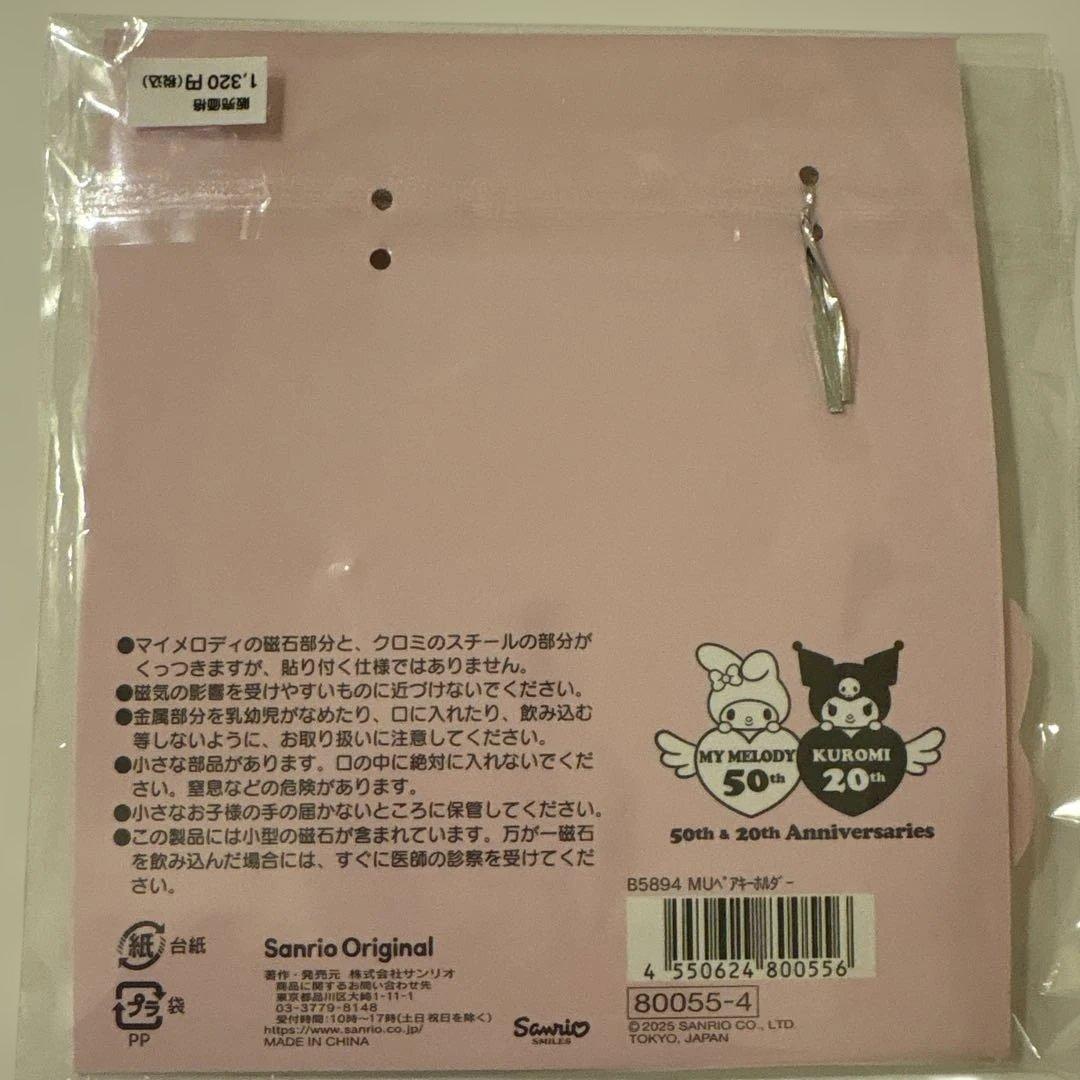 販売価格
1,320円(税込)
●マイメロディの磁石部分と、クロミのスチールの部分が
くっつきますが、貼り付く仕様ではありません。
●磁気の影響を受けやすいものに近づけないでください。
●金属部分を乳幼児がなめたり、口に入れたり、飲み込む
等しないように、お取り扱いに注意してください。
●小さな部品があります。口の中に絶対に入れないでくだ
さい。窒息などの危険があります。
●小さなお子様の手の届かないところに保管してください。
●この製品には小型の磁石が含まれています。万が一磁石
を飲み込んだ場合には、すぐに医師の診察を受けてくだ
さい。
MY MELODY
50th
KUROMI
20th
50th & 20th Anniversaries
B5894 MUペアキーホルダー
4 550624 800556
80055-4
©2025 SANRIO CO., LTD.
TOKYO, JAPAN
紙 台紙
プラ 袋
PP
Sanrio Original
著作・発売元 株式会社サンリオ
商品に関するお問い合わせ先
東京都品川区大崎1-11-1
03-3779-8148
受付時間:10時〜17時(土日祝日を除く)
https://www.sanrio.co.jp/
MADE IN CHINA
Sanrio
SMILES